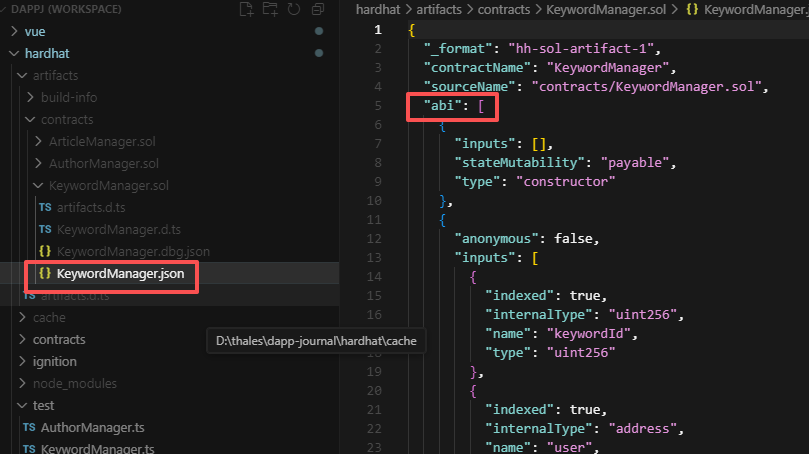 DAPPJ (WORKSPACE)
vue
hardhat
artifacts
build-info
contracts
ArticleManager.sol
AuthorManager.sol
KeywordManager.sol
TS artifacts.d.ts
TS KeywordManager.d.ts
{} KeywordManager.dbg.json
{} KeywordManager.json
TS artifacts.d.ts
cache
contracts
ignition
node_modules
test
TS AuthorManager.ts
TS KeywordManager.ts
D:\thales\dapp-journal\hardhat\cache
hardhat > artifacts > contracts > KeywordManager.sol > {} KeywordManager.
1 {
2 "_format": "hh-sol-artifact-1",
3 "contractName": "KeywordManager",
4 "sourceName": "contracts/KeywordManager.sol",
5 "abi": [
6 {
7 "inputs": [],
8 "stateMutability": "payable",
9 "type": "constructor"
10 },
11 {
12 "anonymous": false,
13 "inputs": [
14 {
15 "indexed": true,
16 "internalType": "uint256",
17 "name": "keywordId",
18 "type": "uint256"
19 },
20 {
21 "indexed": true,
22 "internalType": "address",
23 "name": "user",